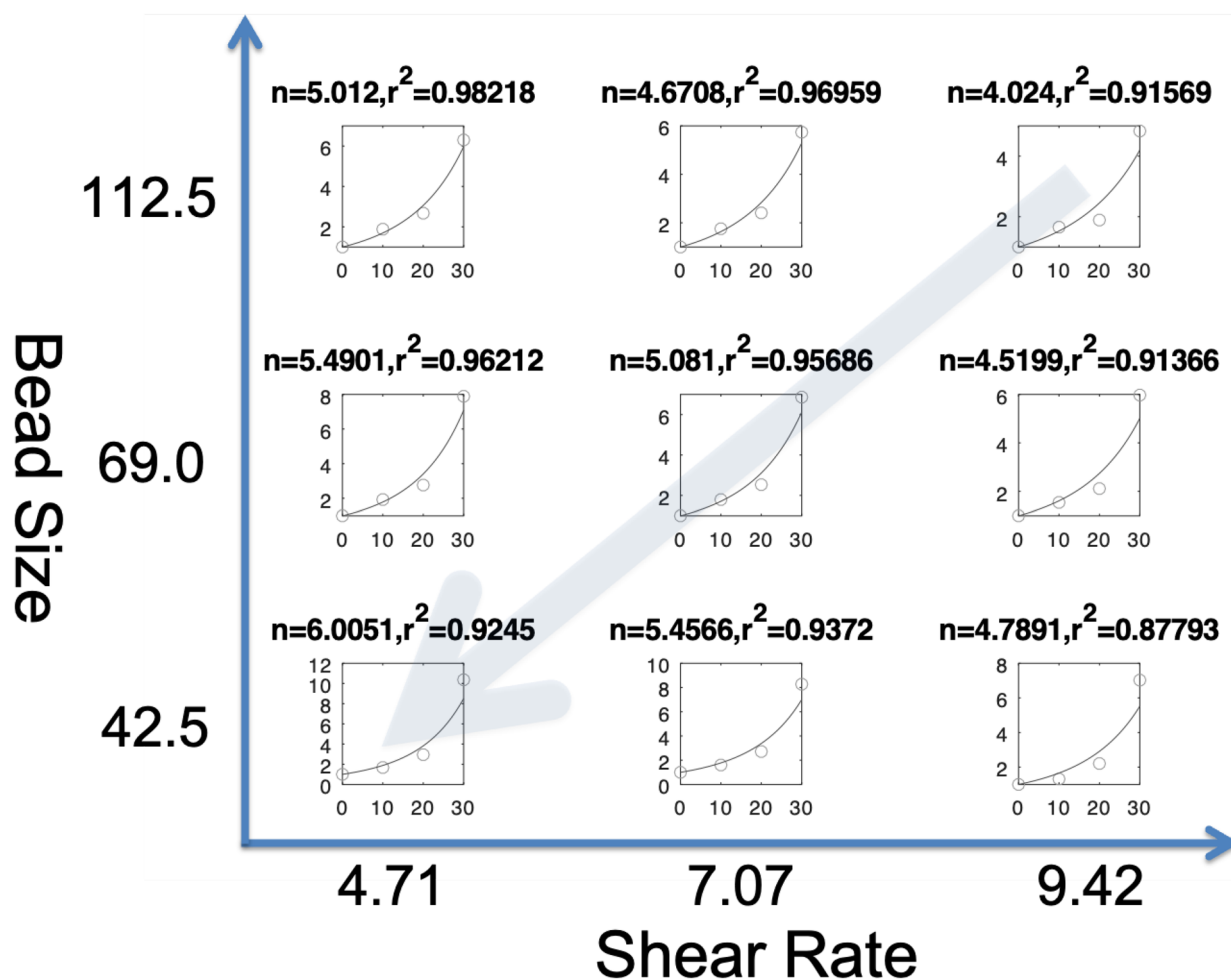 n=5.012,r²=0.98218
n=4.6708,r²=0.96959
n=4.024,r²=0.91569
6
4
2
0 10 20 30
6
4
2
0 10 20 30
4
2
0 10 20 30
112.5
n=5.4901,r²=0.96212
n=5.081,r²=0.95686
n=4.5199,r²=0.91366
8
6
4
2
0 10 20 30
6
4
2
0 10 20 30
6
4
2
0 10 20 30
69.0
Bead Size
n=6.0051,r²=0.9245
n=5.4566,r²=0.9372
n=4.7891,r²=0.87793
12
10
8
6
4
2
0
0 10 20 30
10
8
6
4
2
0
0 10 20 30
8
6
4
2
0 10 20 30
42.5
4.71 7.07 9.42
Shear Rate